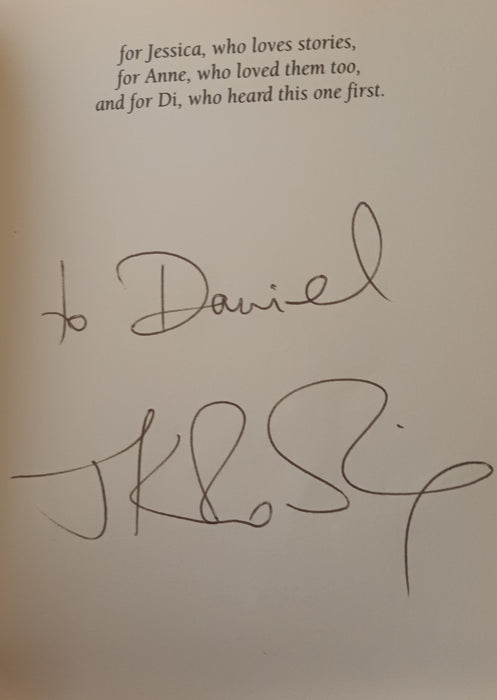 for Jessica, who loves stories,
for Anne, who loved them too,
and for Di, who heard this one first.
to Daniel
JKRowling